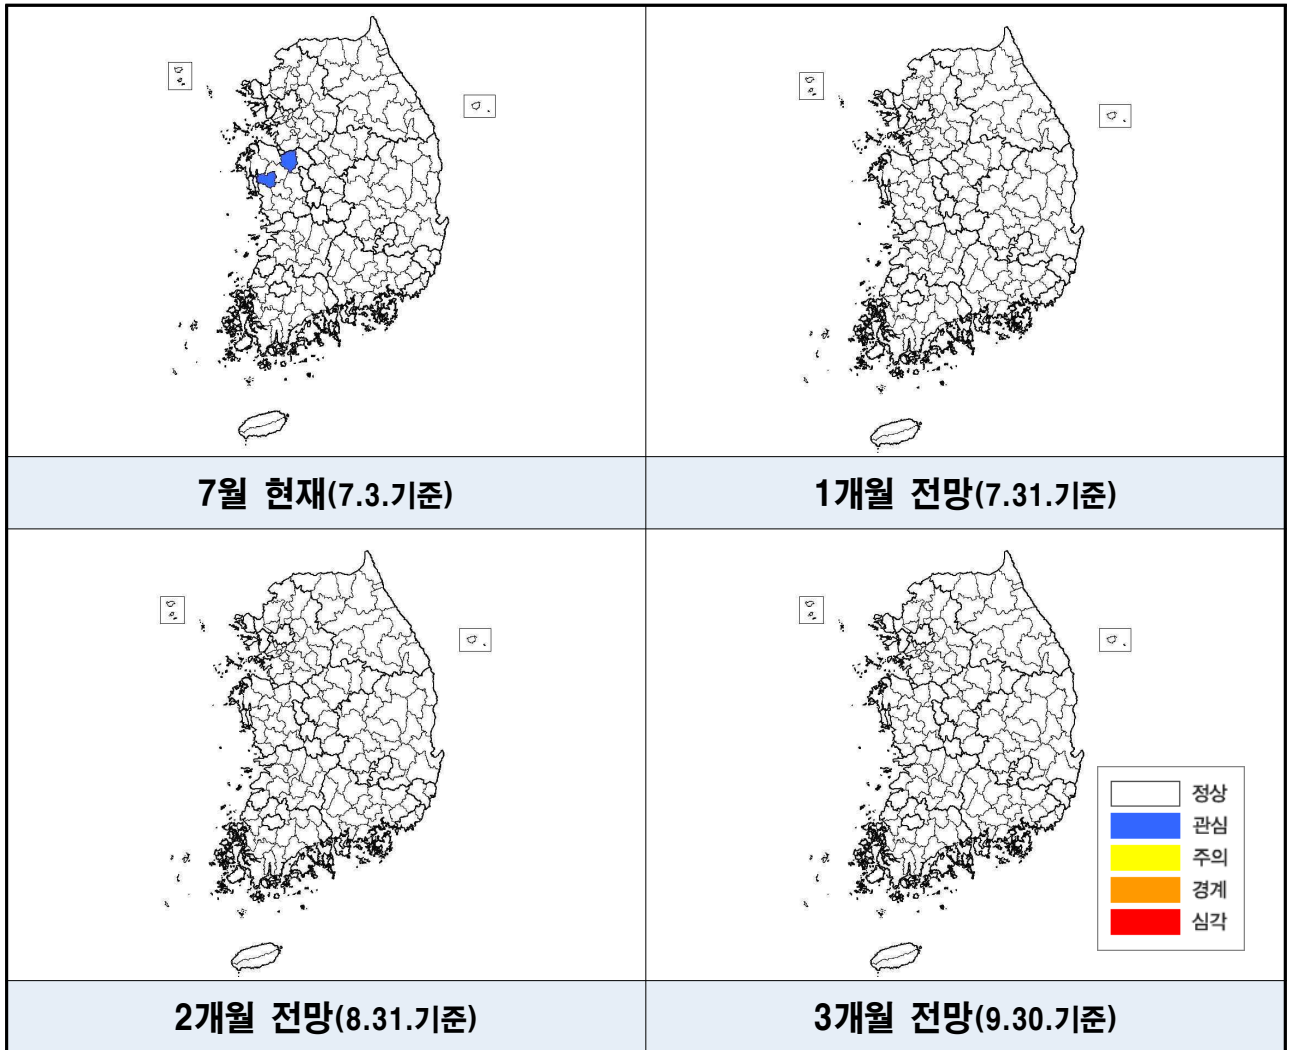 7월 현재(7.3.기준)
1개월 전망(7.31.기준)
정상
관심
주의
경계
심각
2개월 전망(8.31.기준)
3개월 전망(9.30.기준)